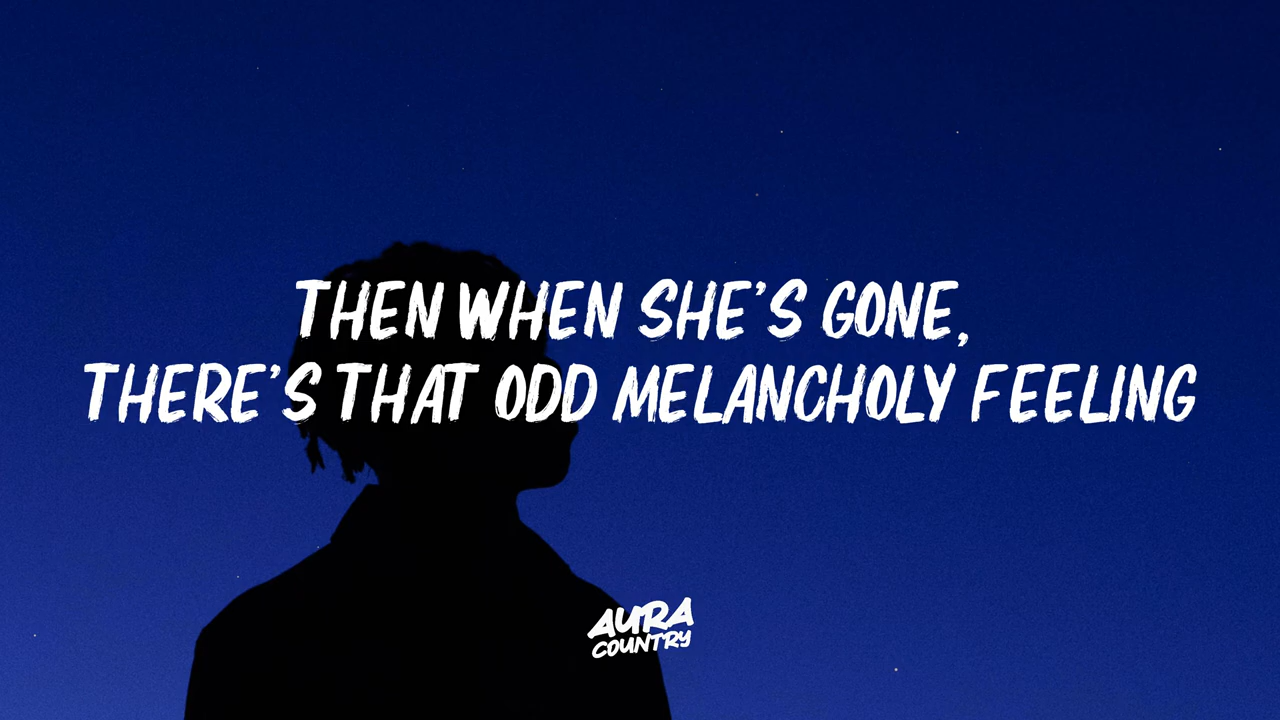 THEN WHEN SHE'S GONE,
THERE'S THAT ODD MELANCHOLY FEELING
AURA
COUNTRY